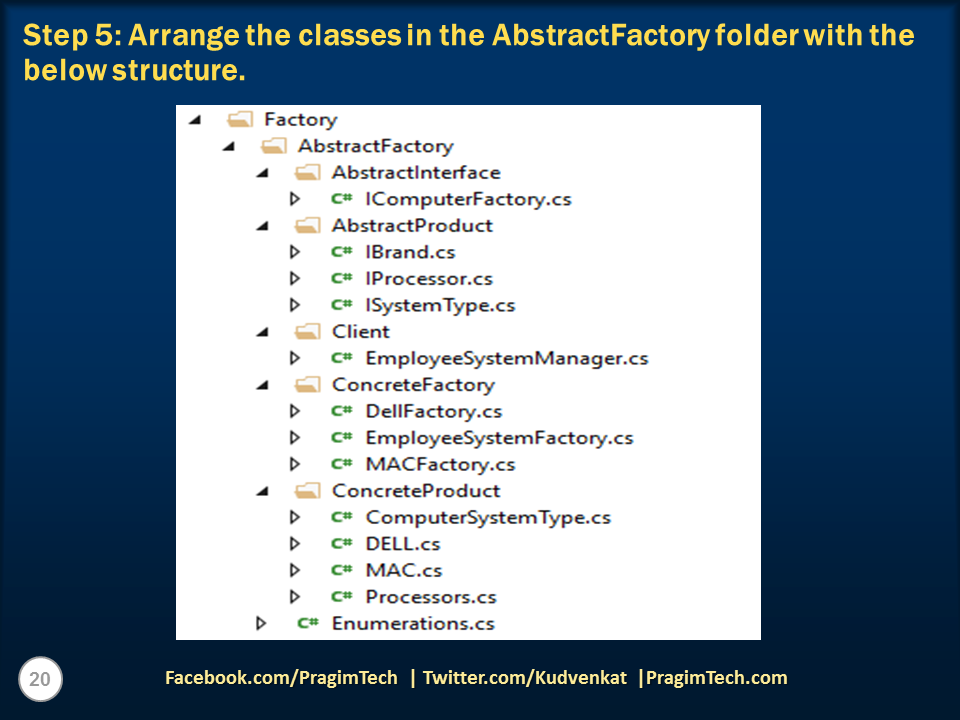 Step 5: Arrange the classes in the AbstractFactory folder with the
below structure.
Factory
AbstractFactory
AbstractInterface
C# IComputerFactory.cs
AbstractProduct
C# IBrand.cs
C# IProcessor.cs
C# ISystemType.cs
Client
C# EmployeeSystemManager.cs
ConcreteFactory
C# DellFactory.cs
C# EmployeeSystemFactory.cs
C# MACFactory.cs
ConcreteProduct
C# ComputerSystemType.cs
C# DELL.cs
C# MAC.cs
C# Processors.cs
C# Enumerations.cs
20
Facebook.com/PragimTech | Twitter.com/Kudvenkat |PragimTech.com